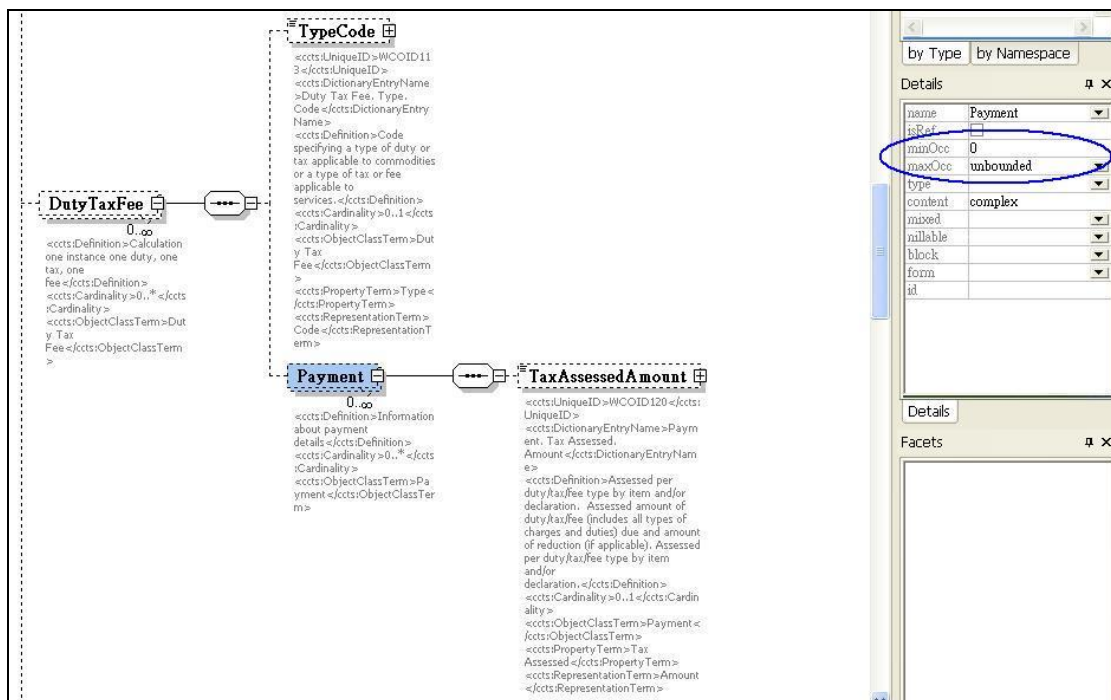 TypeCode
<ccts:UniqueID>WCOID11
3</ccts:UniqueID>
<ccts:DictionaryEntryName
>Duty Tax Fee. Type.
Code</ccts:DictionaryEntry
Name>
<ccts:Definition>Code
specifying a type of duty or
tax applicable to commodities
or a type of tax or fee
applicable to
services.</ccts:Definition>
<ccts:Cardinality>0..1</ccts
:Cardinality>
<ccts:ObjectClassTerm>Dut
y Tax
Fee</ccts:ObjectClassTerm
>
<ccts:PropertyTerm>Type<
/ccts:PropertyTerm>
<ccts:RepresentationTerm>
Code</ccts:RepresentationT
erm>
DutyTaxFee
0..∞
<ccts:Definition>Calculation
one instance one duty, one
tax, one
fee</ccts:Definition>
<ccts:Cardinality>0..*</ccts
:Cardinality>
<ccts:ObjectClassTerm>Dut
y Tax
Fee</ccts:ObjectClassTerm
>
Payment
0..∞
<ccts:Definition>Information
about payment
details</ccts:Definition>
<ccts:Cardinality>0..*</ccts
:Cardinality>
<ccts:ObjectClassTerm>Pa
yment</ccts:ObjectClassTer
m>
TaxAssessedAmount
<ccts:UniqueID>WCOID120</ccts:
UniqueID>
<ccts:DictionaryEntryName>Paym
ent. Tax Assessed.
Amount</ccts:DictionaryEntryNam
e>
<ccts:Definition>Assessed per
duty/tax/fee type by item and/or
declaration. Assessed amount of
duty/tax/fee (includes all types of
charges and duties) due and amount
of reduction (if applicable). Assessed
per duty/tax/fee type by item
and/or
declaration.</ccts:Definition>
<ccts:Cardinality>0..1</ccts:Cardin
ality>
<ccts:ObjectClassTerm>Payment<
/ccts:ObjectClassTerm>
<ccts:PropertyTerm>Tax
Assessed</ccts:PropertyTerm>
<ccts:RepresentationTerm>Amount
</ccts:RepresentationTerm>
by Type by Namespace
Details
name Payment
isRef
minOcc 0
maxOcc unbounded
type
content complex
mixed
nillable
block
form
id
Details
Facets